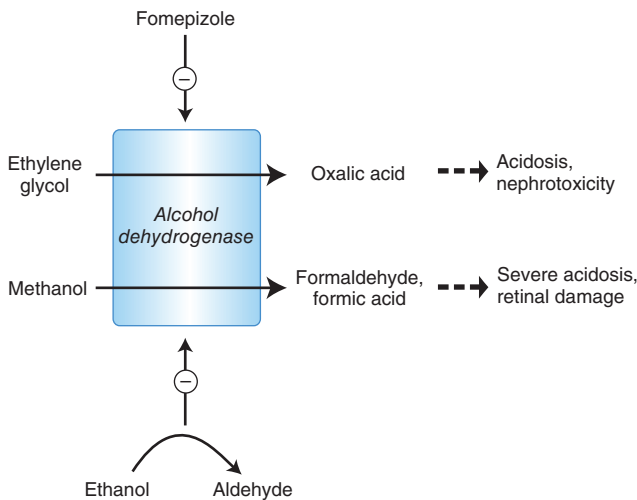 Fomepizole
−
Ethylene
glycol
Oxalic acid
Acidosis,
nephrotoxicity
Alcohol
dehydrogenase
Methanol
Formaldehyde,
formic acid
Severe acidosis,
retinal damage
−
Ethanol
Aldehyde